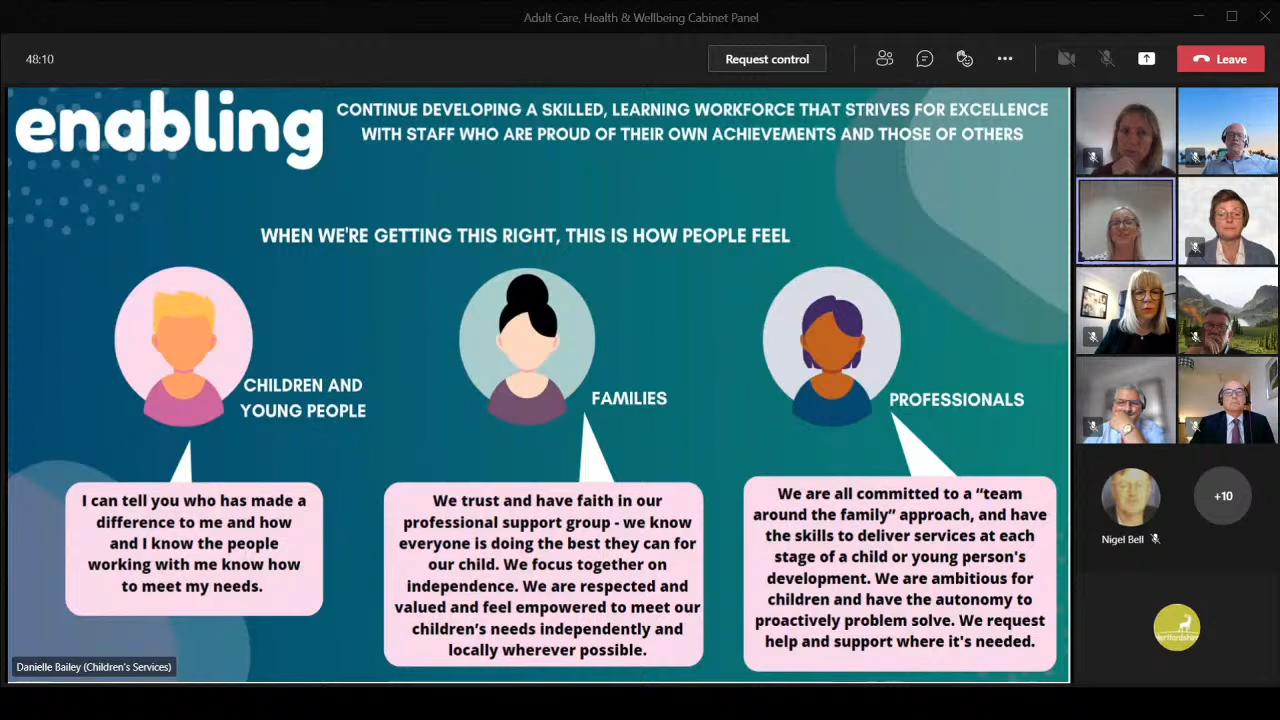 Adult Care, Health & Wellbeing Cabinet Panel
48:10
Request control
Leave
enabling
CONTINUE DEVELOPING A SKILLED, LEARNING WORKFORCE THAT STRIVES FOR EXCELLENCE
WITH STAFF WHO ARE PROUD OF THEIR OWN ACHIEVEMENTS AND THOSE OF OTHERS
WHEN WE'RE GETTING THIS RIGHT, THIS IS HOW PEOPLE FEEL
CHILDREN AND
YOUNG PEOPLE
FAMILIES
PROFESSIONALS
I can tell you who has made a
difference to me and how
and I know the people
working with me know how
to meet my needs.
We trust and have faith in our
professional support group - we know
everyone is doing the best they can for
our child. We focus together on
independence. We are respected and
valued and feel empowered to meet our
children's needs independently and
locally wherever possible.
We are all committed to a "team
around the family" approach, and have
the skills to deliver services at each
stage of a child or young person's
development. We are ambitious for
children and have the autonomy to
proactively problem solve. We request
help and support where it's needed.
Danielle Bailey (Children's Services)
+10
Nigel Bell
Hertfordshire